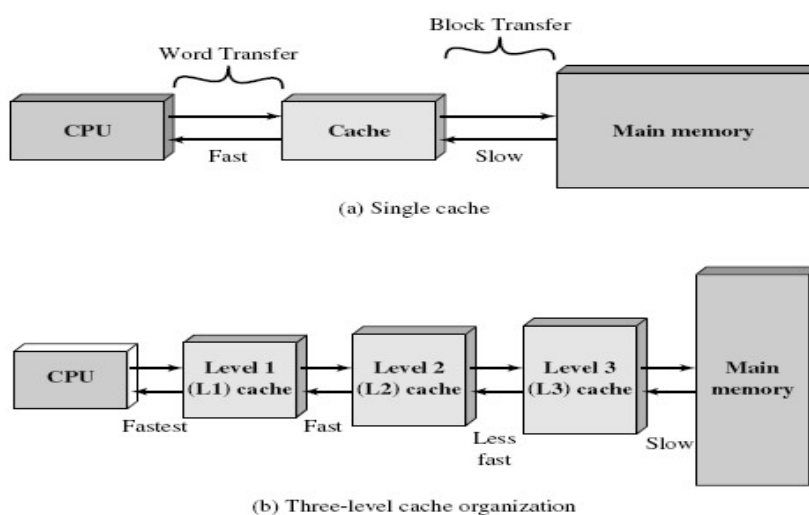 Block Transfer
Word Transfer
CPU
Cache
Main memory
Fast
Slow
(a) Single cache
CPU
Level 1
(L1) cache
Level 2
(L2) cache
Level 3
(L3) cache
Main
memory
Fastest
Fast
Less
fast
Slow
(b) Three-level cache organization